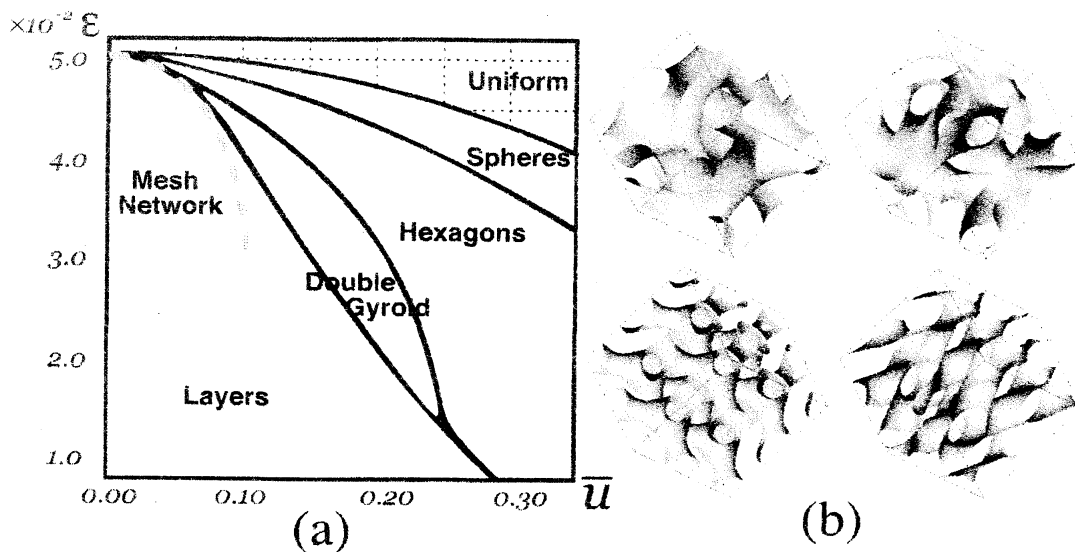 ×10⁻² ε
5.0
Uniform
4.0
Spheres
Mesh
Network
Hexagons
3.0
Double
Gyroid
2.0
Layers
1.0
0.00 0.10 0.20 0.30 u̅
(a) (b)